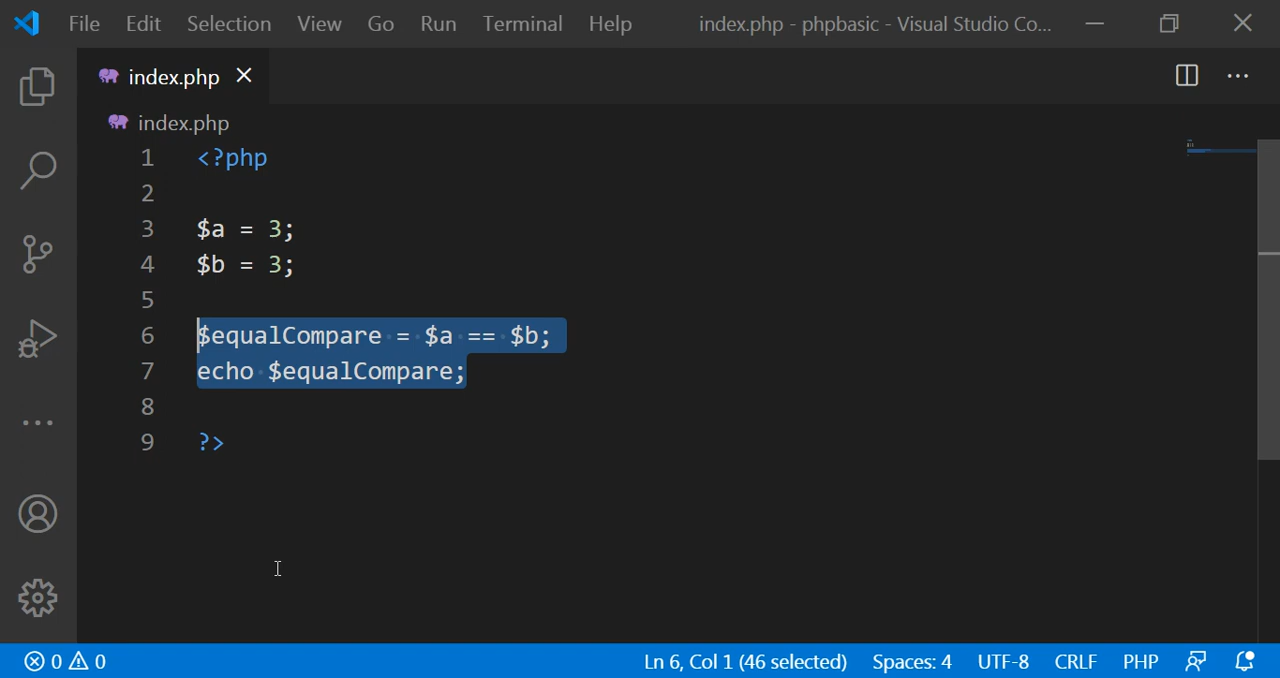 File Edit Selection View Go Run Terminal Help index.php - phpbasic - Visual Studio Co...
index.php
index.php
1 <?php
2
3 $a = 3;
4 $b = 3;
5
6 $equalCompare = $a == $b;
7 echo $equalCompare;
8
9 ?>
0 0 Ln 6, Col 1 (46 selected) Spaces: 4 UTF-8 CRLF PHP